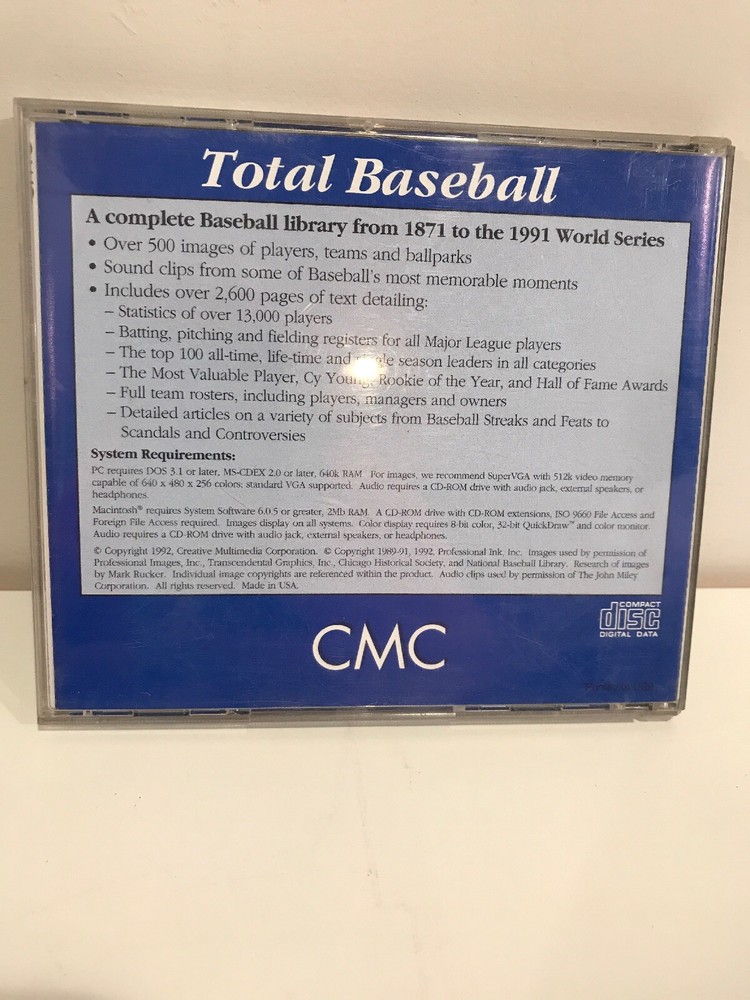 Total Baseball
A complete Baseball library from 1871 to the 1991 World Series
• Over 500 images of players, teams and ballparks
• Sound clips from some of Baseball's most memorable moments
• Includes over 2,600 pages of text detailing:
– Statistics of over 13,000 players
– Batting, pitching and fielding registers for all Major League players
– The top 100 all-time, life-time and single season leaders in all categories
– The Most Valuable Player, Cy Young, Rookie of the Year, and Hall of Fame Awards
– Full team rosters, including players, managers and owners
– Detailed articles on a variety of subjects from Baseball Streaks and Feats to
Scandals and Controversies
System Requirements:
PC requires DOS 3.1 or later, MS-CDEX 2.0 or later, 640k RAM. For images, we recommend SuperVGA with 512k video memory
capable of 640 x 480 x 256 colors; standard VGA supported. Audio requires a CD-ROM drive with audio jack, external speakers, or
headphones.
Macintosh® requires System Software 6.0.5 or greater, 2Mb RAM. A CD-ROM drive with CD-ROM extensions, ISO 9660 File Access and
Foreign File Access required. Images display on all systems. Color display requires 8-bit color, 32-bit QuickDraw™ and color monitor.
Audio requires a CD-ROM drive with audio jack, external speakers, or headphones.
© Copyright 1992, Creative Multimedia Corporation. © Copyright 1989-91, 1992, Professional Ink, Inc. Images used by permission of
Professional Images, Inc., Transcendental Graphics, Inc., Chicago Historical Society, and National Baseball Library. Research of images
by Mark Rucker. Individual image copyrights are referenced within the product. Audio clips used by permission of The John Miley
Corporation. All rights reserved. Made in USA.
COMPACT
disc
DIGITAL DATA
CMC